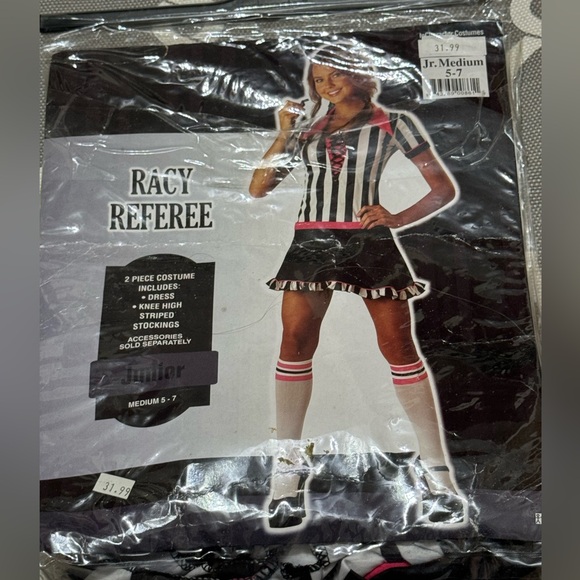 Costumes
31.99
Jr. Medium
5-7
RACY
REFEREE
2 PIECE COSTUME
INCLUDES:
• DRESS
• KNEE HIGH
STRIPED
STOCKINGS
ACCESSORIES
SOLD SEPARATELY
Junior
MEDIUM 5 - 7
31.99